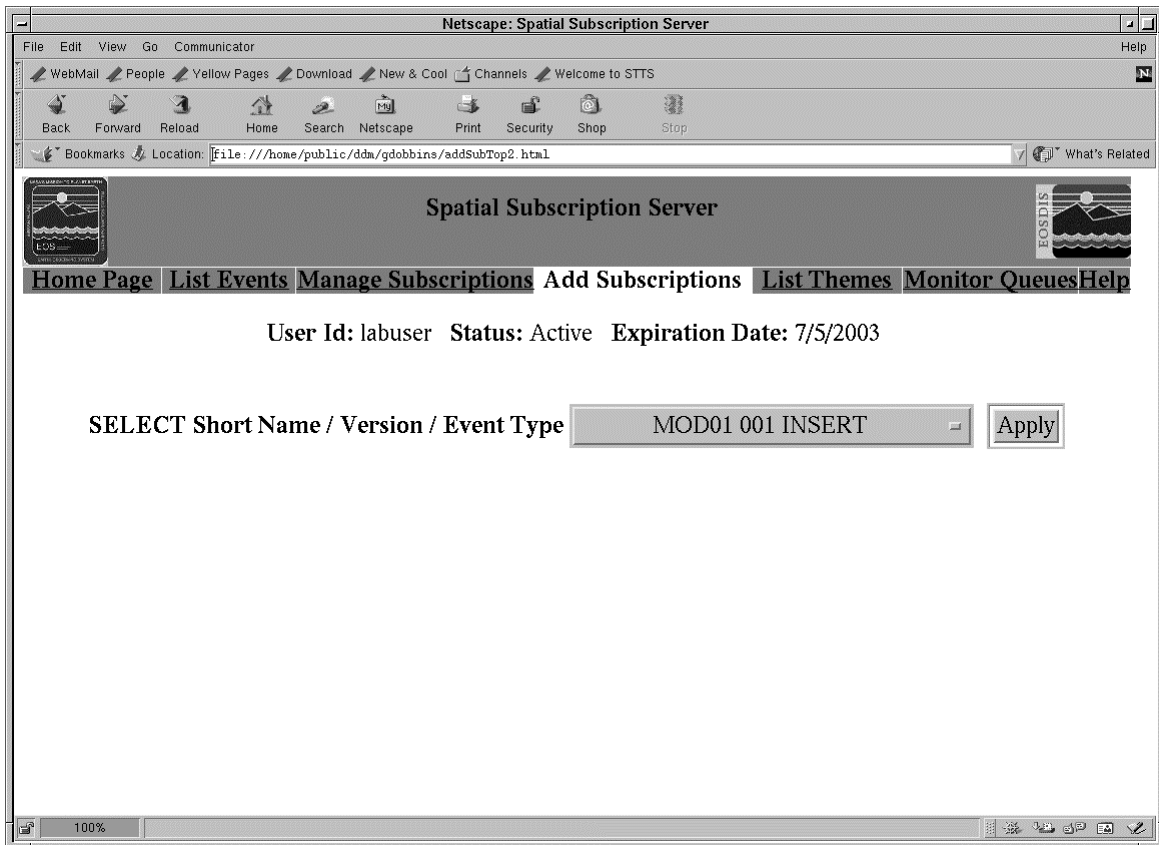 Netscape: Spatial Subscription Server
File Edit View Go Communicator Help
WebMail People Yellow Pages Download New & Cool Channels Welcome to STTS
N
Back Forward Reload Home Search Netscape Print Security Shop Stop
My
Bookmarks Location: file:///home/public/ddm/gdobbins/addSubTop2.html What's Related
EOS
Spatial Subscription Server
EOSDIS
Home Page List Events Manage Subscriptions Add Subscriptions List Themes Monitor Queues Help
User Id: labuser Status: Active Expiration Date: 7/5/2003
SELECT Short Name / Version / Event Type MOD01 001 INSERT Apply
100%